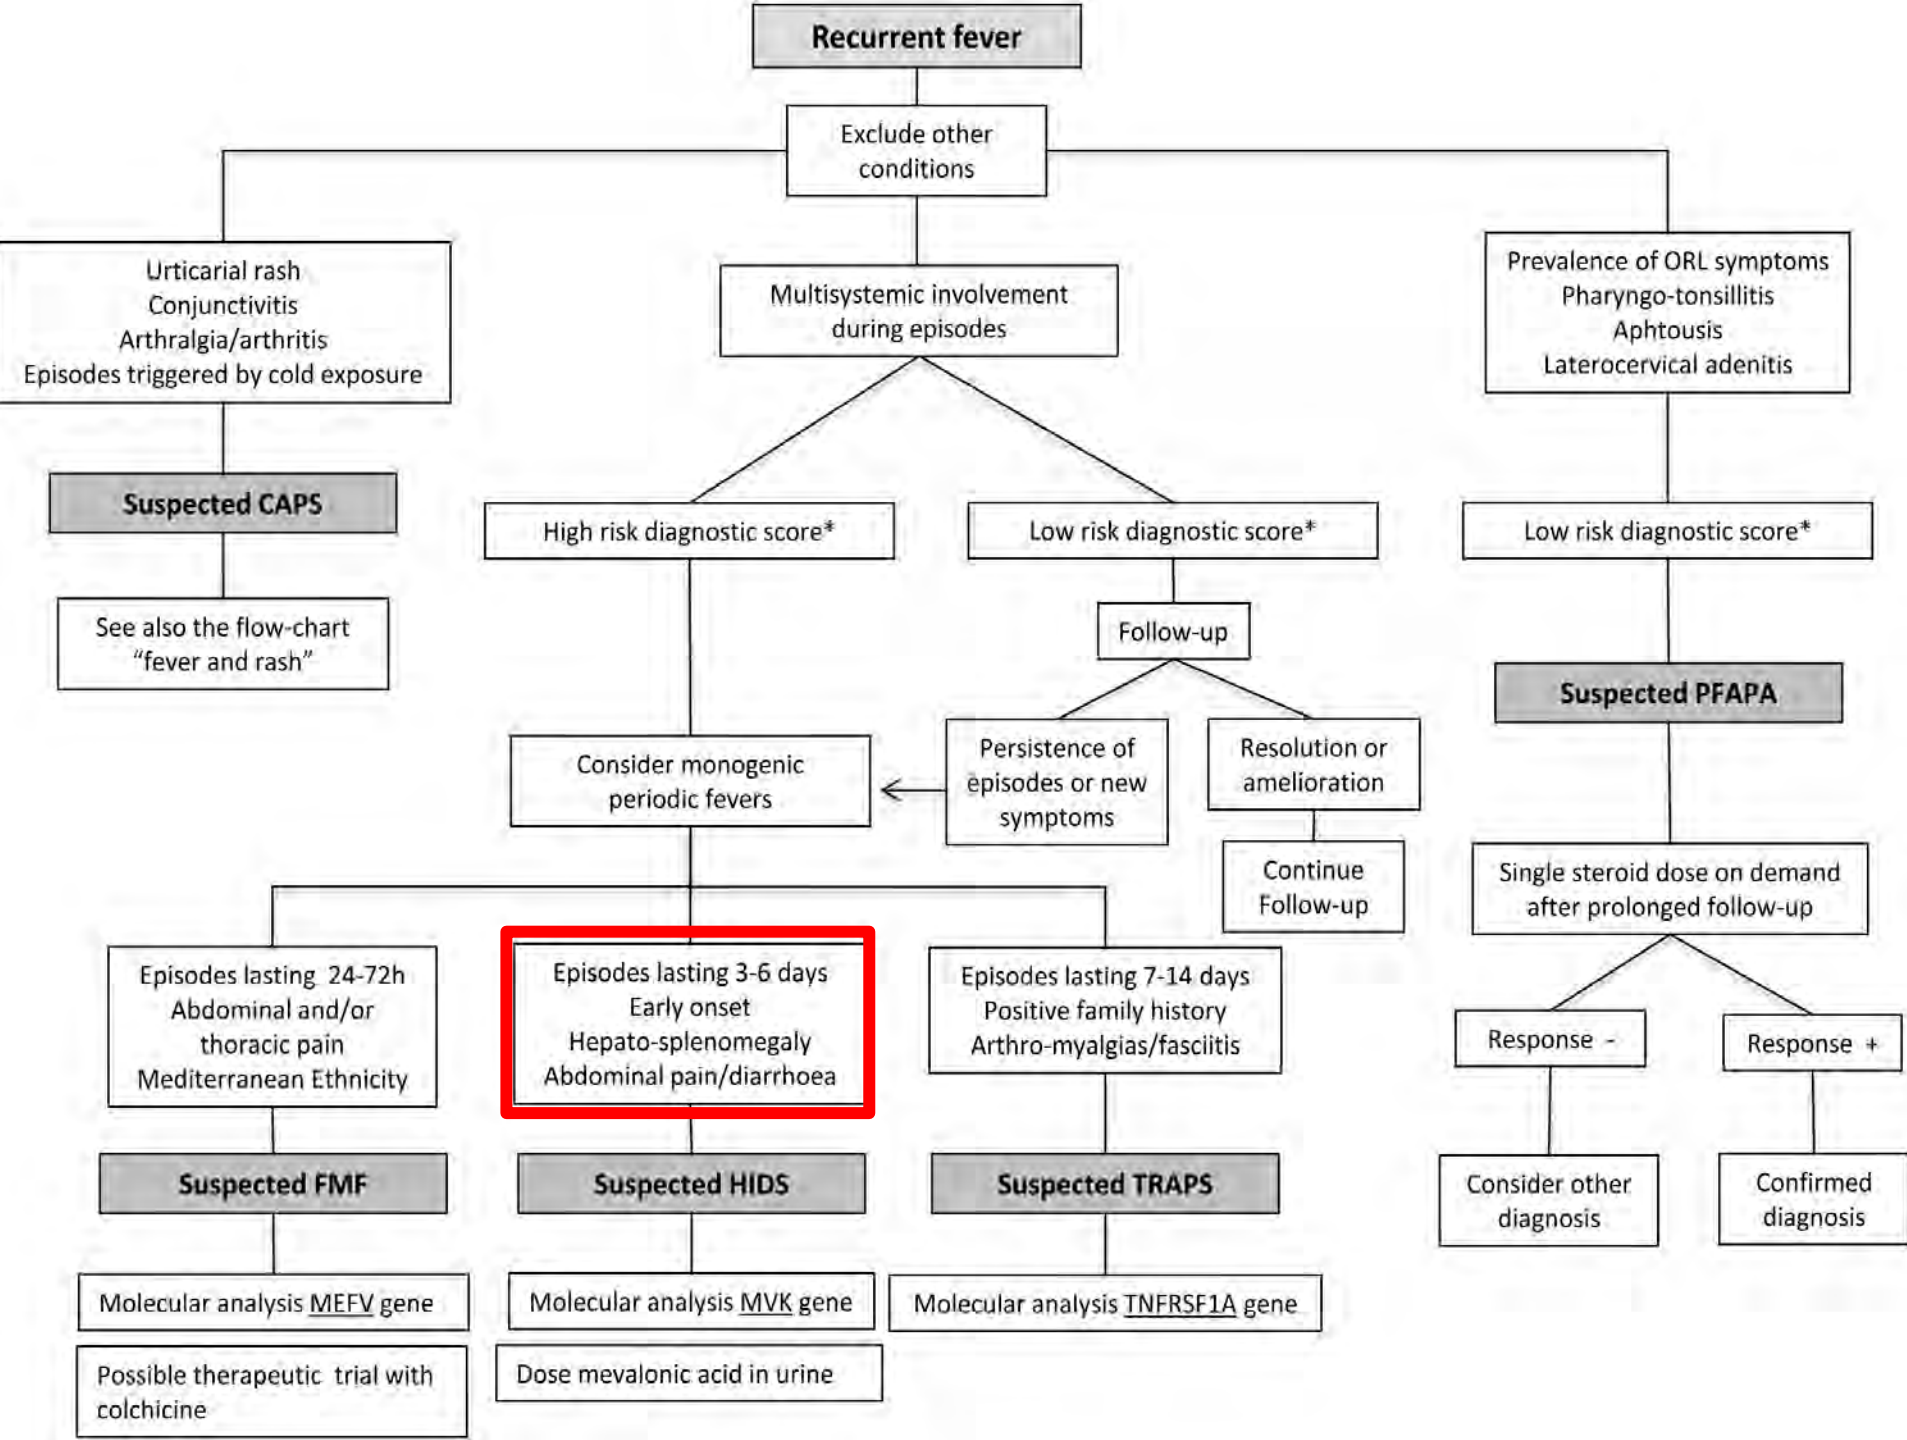 Recurrent fever
Exclude other
conditions
Urticarial rash
Conjunctivitis
Arthralgia/arthritis
Episodes triggered by cold exposure
Multisystemic involvement
during episodes
Prevalence of ORL symptoms
Pharyngo-tonsillitis
Aphtousis
Laterocervical adenitis
Suspected CAPS
High risk diagnostic score*
Low risk diagnostic score*
Low risk diagnostic score*
See also the flow-chart
“fever and rash”
Follow-up
Suspected PFAPA
Consider monogenic
periodic fevers
Persistence of
episodes or new
symptoms
Resolution or
amelioration
Continue
Follow-up
Single steroid dose on demand
after prolonged follow-up
Episodes lasting 24-72h
Abdominal and/or
thoracic pain
Mediterranean Ethnicity
Episodes lasting 3-6 days
Early onset
Hepato-splenomegaly
Abdominal pain/diarrhoea
Episodes lasting 7-14 days
Positive family history
Arthro-myalgias/fasciitis
Response -
Response +
Suspected FMF
Suspected HIDS
Suspected TRAPS
Consider other
diagnosis
Confirmed
diagnosis
Molecular analysis MEFV gene
Molecular analysis MVK gene
Molecular analysis TNFRSF1A gene
Possible therapeutic trial with
colchicine
Dose mevalonic acid in urine